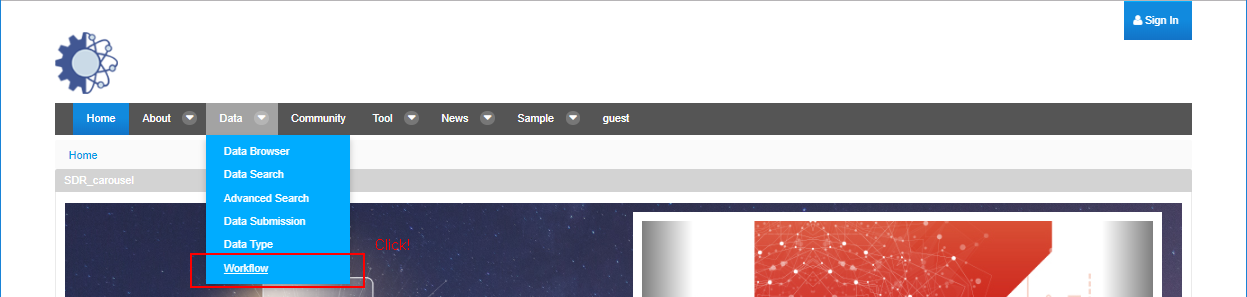 Sign In
Home About Data Community Tool News Sample guest
Home
SDR_carousel
Data Browser
Data Search
Advanced Search
Data Submission
Data Type
Click!
Workflow